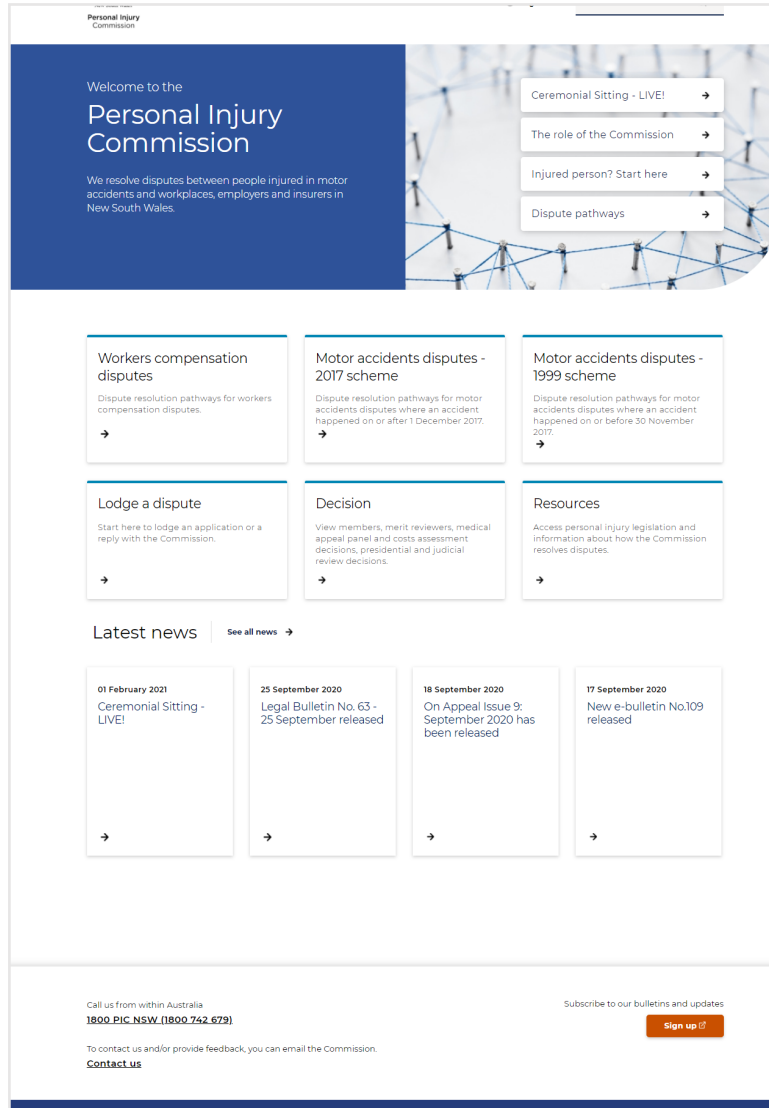 Personal Injury
Commission
Welcome to the
Personal Injury
Commission
We resolve disputes between people injured in motor
accidents and workplaces, employers and insurers in
New South Wales.
Ceremonial Sitting - LIVE!
The role of the Commission
Injured person? Start here
Dispute pathways
Workers compensation
disputes
Dispute resolution pathways for workers
compensation disputes.
Motor accidents disputes -
2017 scheme
Dispute resolution pathways for motor
accidents disputes where an accident
happened on or after 1 December 2017.
Motor accidents disputes -
1999 scheme
Dispute resolution pathways for motor
accidents disputes where an accident
happened on or before 30 November
2017.
Lodge a dispute
Start here to lodge an application or a
reply with the Commission.
Decision
View members, merit reviewers, medical
appeal panel and costs assessment
decisions, presidential and judicial
review decisions.
Resources
Access personal injury legislation and
information about how the Commission
resolves disputes.
Latest news
See all news
01 February 2021
Ceremonial Sitting -
LIVE!
25 September 2020
Legal Bulletin No. 63 -
25 September released
18 September 2020
On Appeal Issue 9:
September 2020 has
been released
17 September 2020
New e-bulletin No.109
released
Call us from within Australia
1800 PIC NSW (1800 742 679)
To contact us and/or provide feedback, you can email the Commission.
Contact us
Subscribe to our bulletins and updates
Sign up